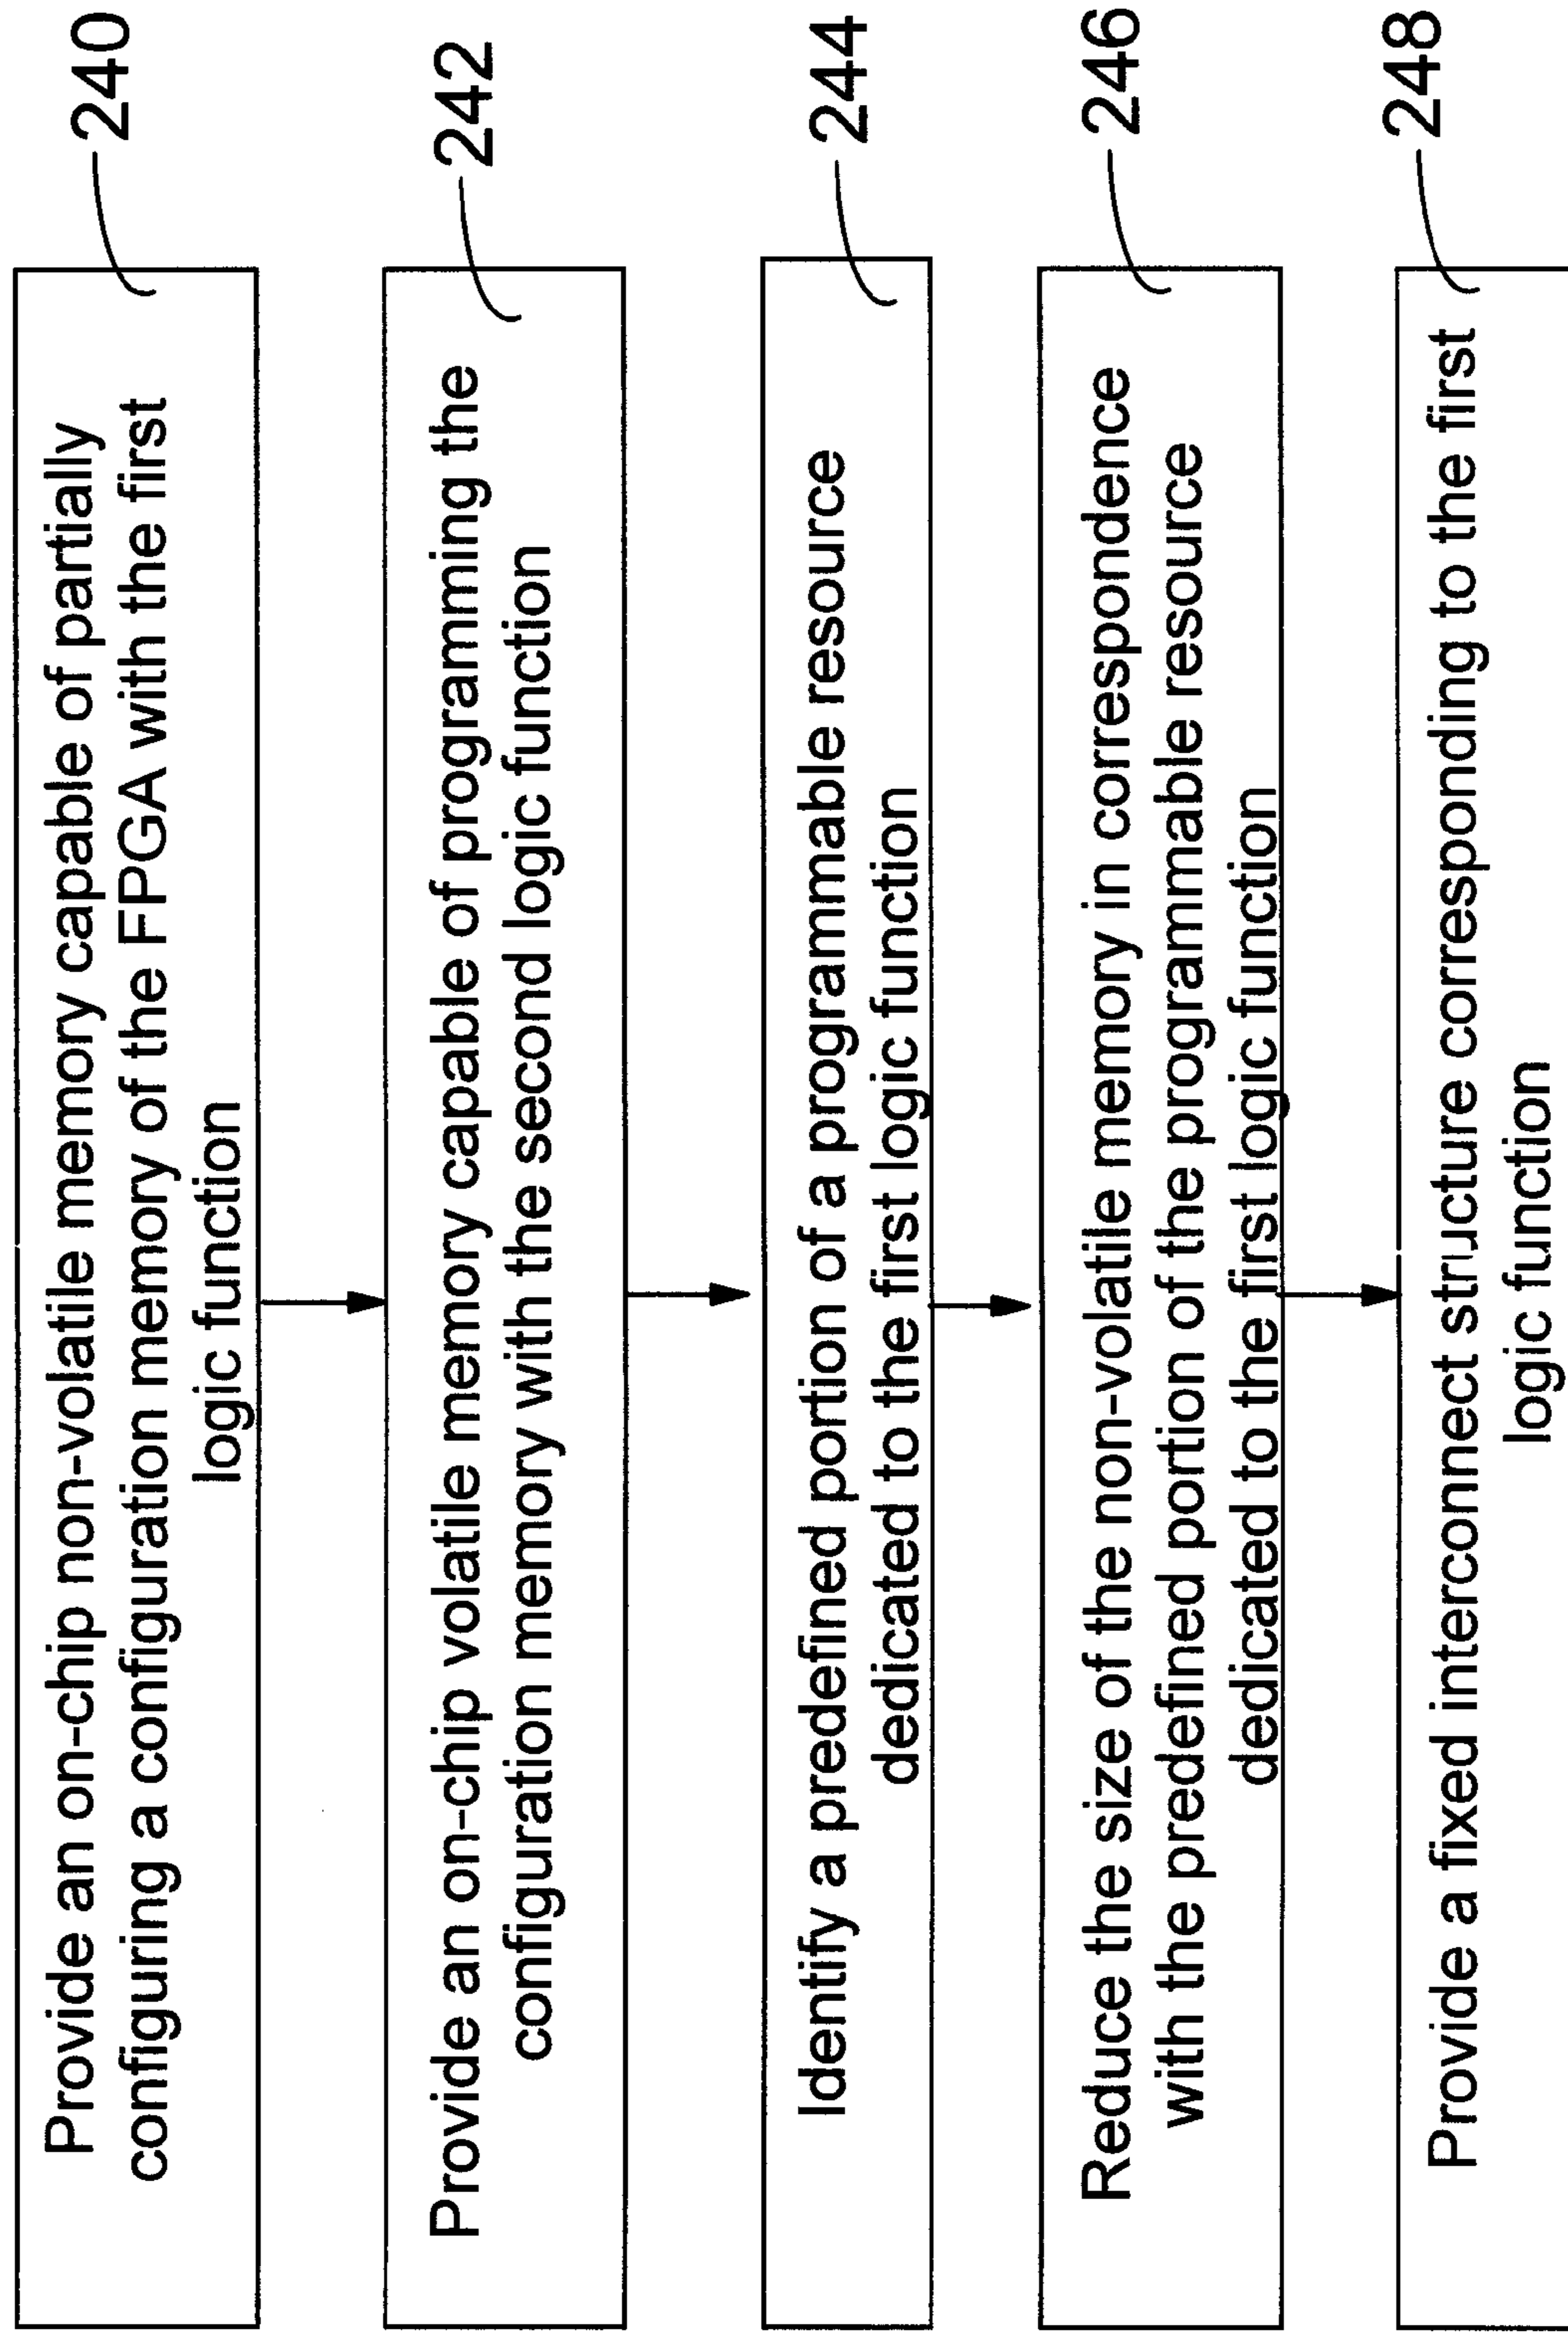 Provide an on-chip non-volatile memory capable of partially
configuring a configuration memory of the FPGA with the first
logic function
240
Provide an on-chip volatile memory capable of programming the
configuration memory with the second logic function
242
Identify a predefined portion of a programmable resource
dedicated to the first logic function
244
Reduce the size of the non-volatile memory in correspondence
with the predefined portion of the programmable resource
dedicated to the first logic function
246
Provide a fixed interconnect structure corresponding to the first
logic function
248